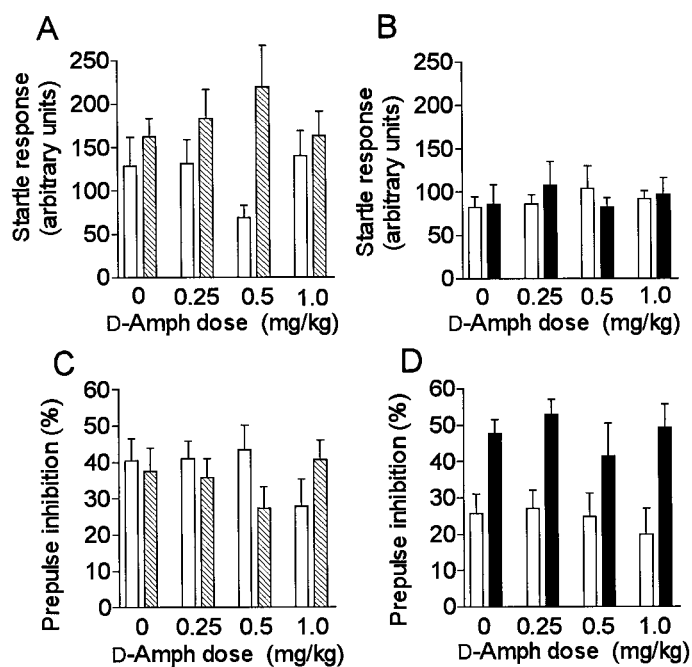 A
Startle response
(arbitrary units)
250
200
150
100
50
0
0 0.25 0.5 1.0
D-Amph dose (mg/kg)
B
Startle response
(arbitrary units)
250
200
150
100
50
0
0 0.25 0.5 1.0
D-Amph dose (mg/kg)
C
Prepulse inhibition (%)
60
50
40
30
20
10
0
0 0.25 0.5 1.0
D-Amph dose (mg/kg)
D
Prepulse inhibition (%)
60
50
40
30
20
10
0
0 0.25 0.5 1.0
D-Amph dose (mg/kg)